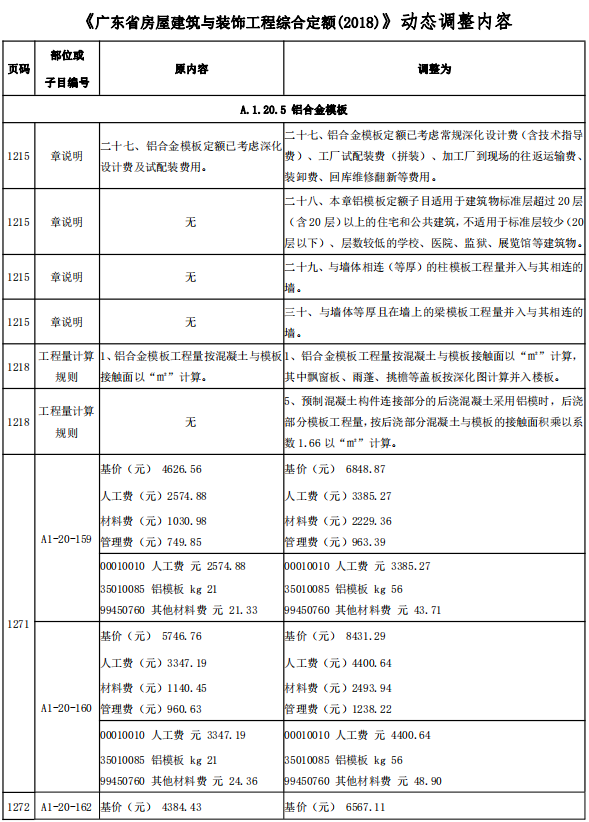 《广东省房屋建筑与装饰工程综合定额(2018)》动态调整内容
页码
部位或
子目编号
原内容
调整为
A.1.20.5 铝合金模板
1215
章说明
二十七、铝合金模板定额已考虑深化
设计费及试配装费用。
二十七、铝合金模板定额已考虑常规深化设计费（含技术指导
费）、工厂试配装费（拼装）、加工厂到现场的往返运输费、
装卸费、回库维修翻新等费用。
1215
章说明
无
二十八、本章铝模板定额子目适用于建筑物标准层超过 20 层
（含 20 层）以上的住宅和公共建筑，不适用于标准层较少（20
层以下）、层数较低的学校、医院、监狱、展览馆等建筑物。
1215
章说明
无
二十九、与墙体相连（等厚）的柱模板工程量并入与其相连的
墙。
1215
章说明
无
三十、与墙体等厚且在墙上的梁模板工程量并入与其相连的
墙。
1218
工程量计算
规则
1、铝合金模板工程量按混凝土与模板
接触面以“㎡”计算。
1、铝合金模板工程量按混凝土与模板接触面以“㎡”计算，
其中飘窗板、雨蓬、挑檐等盖板按深化图计算并入楼板。
1218
工程量计算
规则
无
5、预制混凝土构件连接部分的后浇混凝土采用铝模时，后浇
部分模板工程量，按后浇部分混凝土与模板的接触面积乘以系
数 1.66 以“㎡”计算。
1271
A1-20-159
基价（元） 4626.56
人工费（元）2574.88
材料费（元）1030.98
管理费（元）749.85
基价（元） 6848.87
人工费（元）3385.27
材料费（元）2229.36
管理费（元）963.39
00010010 人工费 元 2574.88
35010085 铝模板 kg 21
99450760 其他材料费 元 21.33
00010010 人工费 元 3385.27
35010085 铝模板 kg 56
99450760 其他材料费 元 43.71
A1-20-160
基价（元） 5746.76
人工费（元）3347.19
材料费（元）1140.45
管理费（元）960.63
基价（元） 8431.29
人工费（元）4400.64
材料费（元）2493.94
管理费（元）1238.22
00010010 人工费 元 3347.19
35010085 铝模板 kg 21
99450760 其他材料费 元 24.36
00010010 人工费 元 4400.64
35010085 铝模板 kg 56
99450760 其他材料费 元 48.90
1272
A1-20-162
基价（元） 4384.43
基价（元） 6567.11